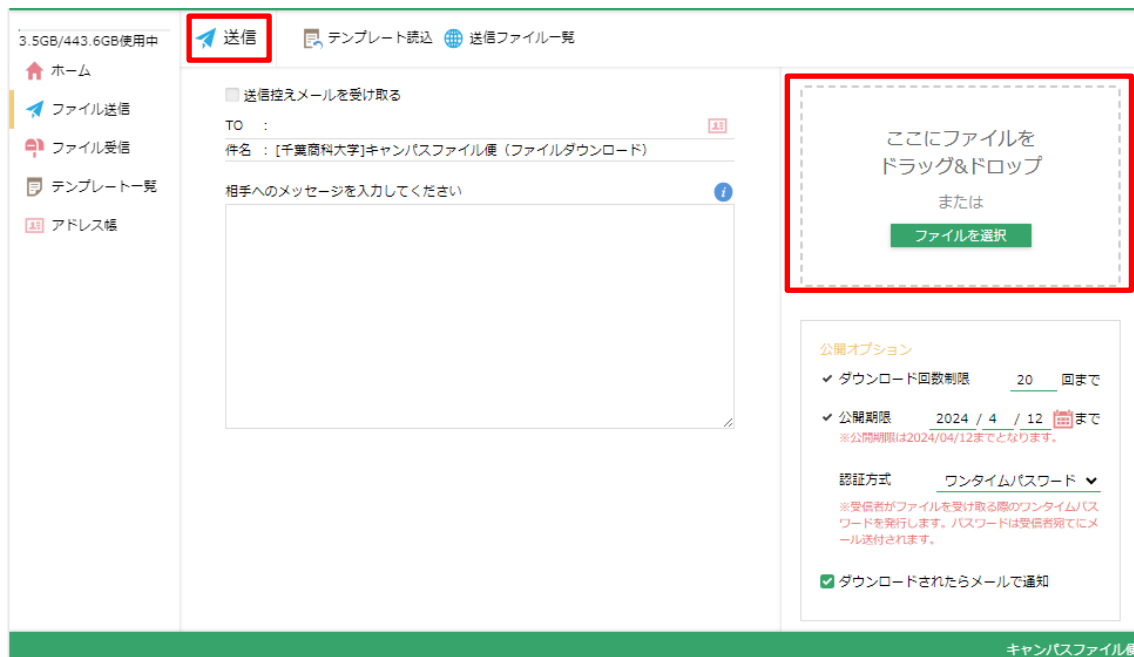 3.5GB/443.6GB使用中
ホーム
ファイル送信
ファイル受信
テンプレート一覧
アドレス帳
送信
テンプレート読込
送信ファイル一覧
送信控えメールを受け取る
TO :
件名 : [千葉商科大学]キャンパスファイル便（ファイルダウンロード）
相手へのメッセージを入力してください
ここにファイルを
ドラッグ&ドロップ
または
ファイルを選択
公開オプション
ダウンロード回数制限 20 回まで
公開期限 2024 / 4 / 12 まで
※公開期限は2024/04/12までとなります。
認証方式 ワンタイムパスワード
※受信者がファイルを受け取る際のワンタイムパス
ワードを発行します。パスワードは受信者宛てにメ
ール送付されます。
ダウンロードされたらメールで通知
キャンパスファイル便